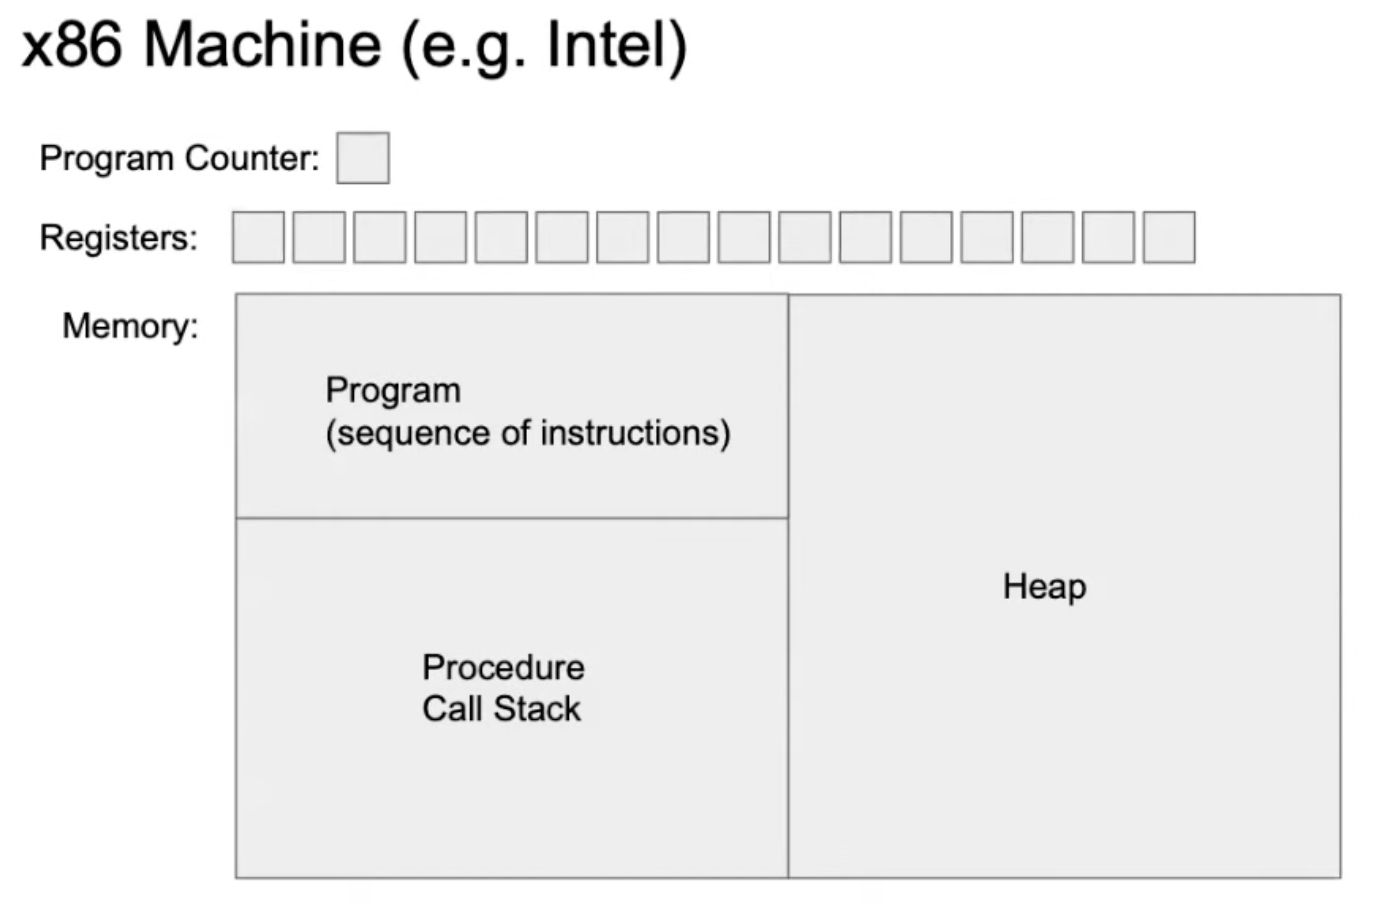 x86 Machine (e.g. Intel)
Program Counter:
Registers:
Memory:
Program
(sequence of instructions)
Heap
Procedure
Call Stack